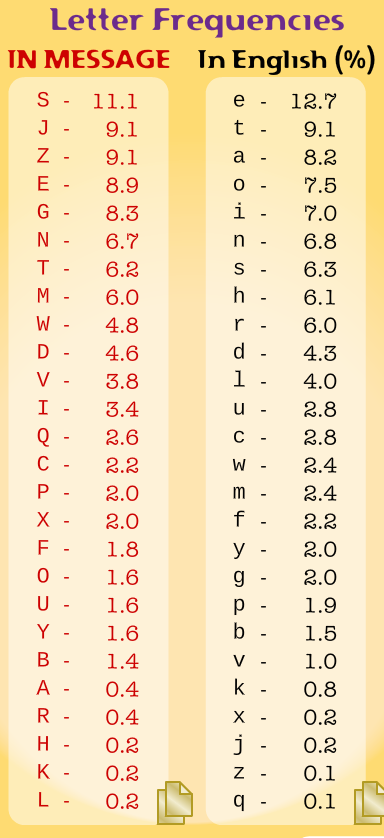 Letter Frequencies
IN MESSAGE In English (%)
S - 11.1 e - 12.7
J - 9.1 t - 9.1
Z - 9.1 a - 8.2
E - 8.9 o - 7.5
G - 8.3 i - 7.0
N - 6.7 n - 6.8
T - 6.2 s - 6.3
M - 6.0 h - 6.1
W - 4.8 r - 6.0
D - 4.6 d - 4.3
V - 3.8 l - 4.0
I - 3.4 u - 2.8
Q - 2.6 c - 2.8
C - 2.2 w - 2.4
P - 2.0 m - 2.4
X - 2.0 f - 2.2
F - 1.8 y - 2.0
O - 1.6 g - 2.0
U - 1.6 p - 1.9
Y - 1.6 b - 1.5
B - 1.4 v - 1.0
A - 0.4 k - 0.8
R - 0.4 x - 0.2
H - 0.2 j - 0.2
K - 0.2 z - 0.1
L - 0.2 q - 0.1